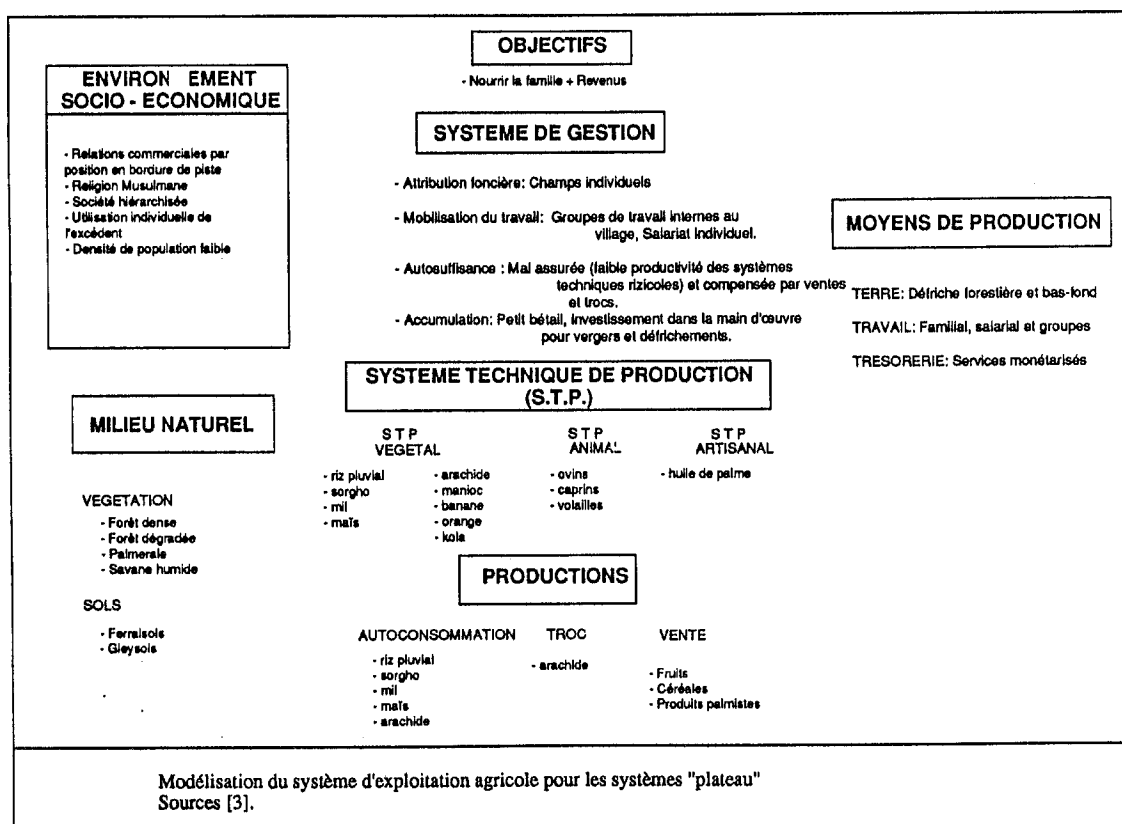 OBJECTIFS
- Nourrir la famille + Revenus
ENVIRON EMENT
SOCIO - ECONOMIQUE
- Relations commerciales par
position en bordure de piste
- Religion Musulmane
- Société hiérarchisée
- Utilisation individuelle de
l'excédent
- Densité de population faible
SYSTEME DE GESTION
- Attribution foncière: Champs individuels
- Mobilisation du travail: Groupes de travail internes au
village, Salariat individuel.
- Autosuffisance : Mal assurée (faible productivité des systèmes
techniques rizicoles) et compensée par ventes
et trocs.
- Accumulation: Petit bétail, investissement dans la main d'œuvre
pour vergers et défrichements.
MOYENS DE PRODUCTION
TERRE: Défriche forestière et bas-fond
TRAVAIL: Familial, salarial et groupes
TRESORERIE: Services monétarisés
SYSTEME TECHNIQUE DE PRODUCTION
(S.T.P.)
STP
VEGETAL
- riz pluvial
- sorgho
- mil
- maïs
- arachide
- manioc
- banane
- orange
- kola
STP
ANIMAL
- ovins
- caprins
- volailles
STP
ARTISANAL
- huile de palme
MILIEU NATUREL
VEGETATION
- Forêt dense
- Forêt dégradée
- Palmeraie
- Savane humide
SOLS
- Ferralsols
- Gleysols
PRODUCTIONS
AUTOCONSOMMATION
- riz pluvial
- sorgho
- mil
- maïs
- arachide
TROC
- arachide
VENTE
- Fruits
- Céréales
- Produits palmistes
Modélisation du système d'exploitation agricole pour les systèmes "plateau"
Sources [3].